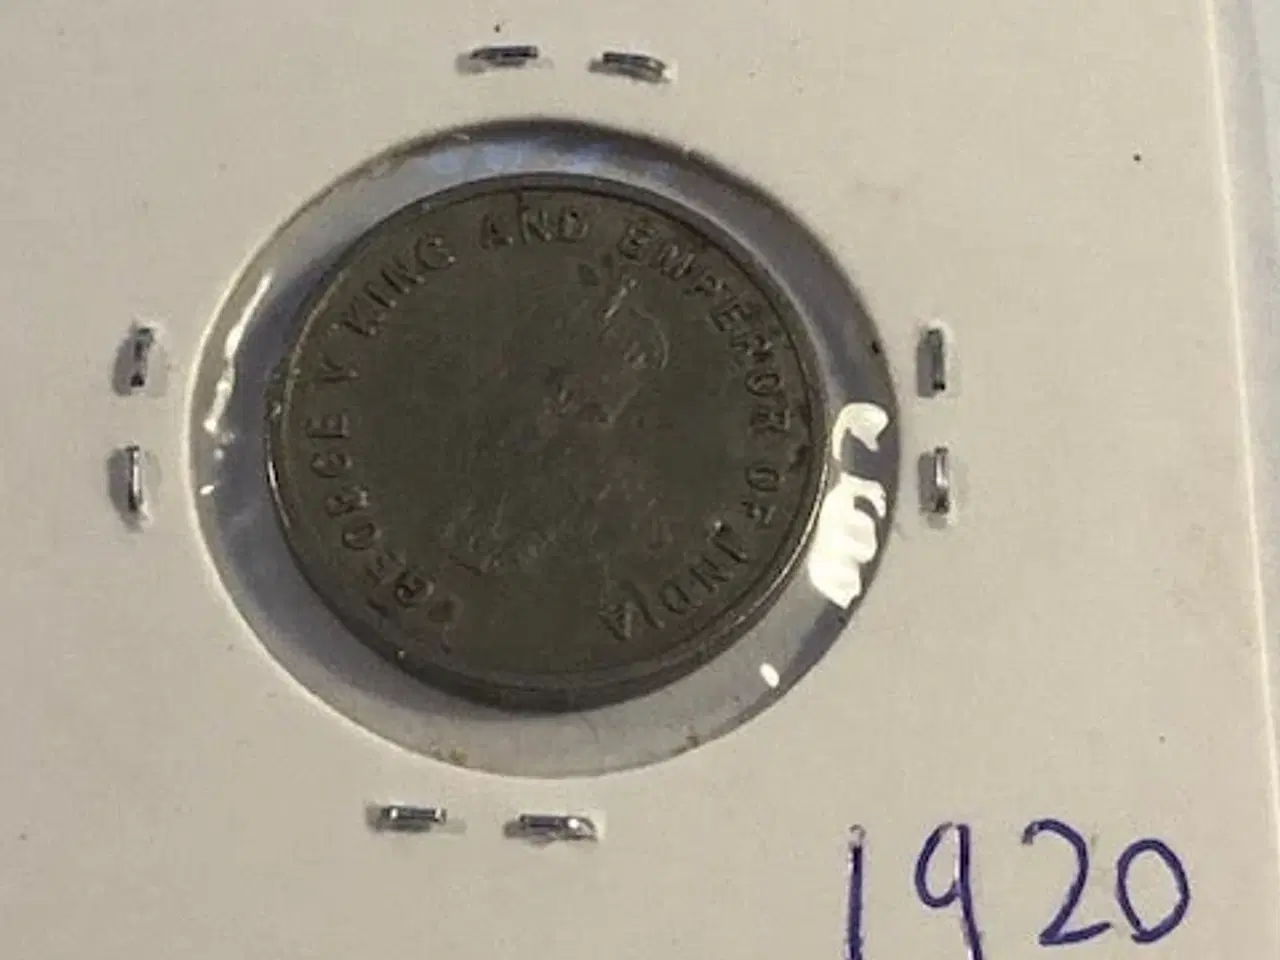 GEORGE V KING AND EMPEROR OF INDIA
1920